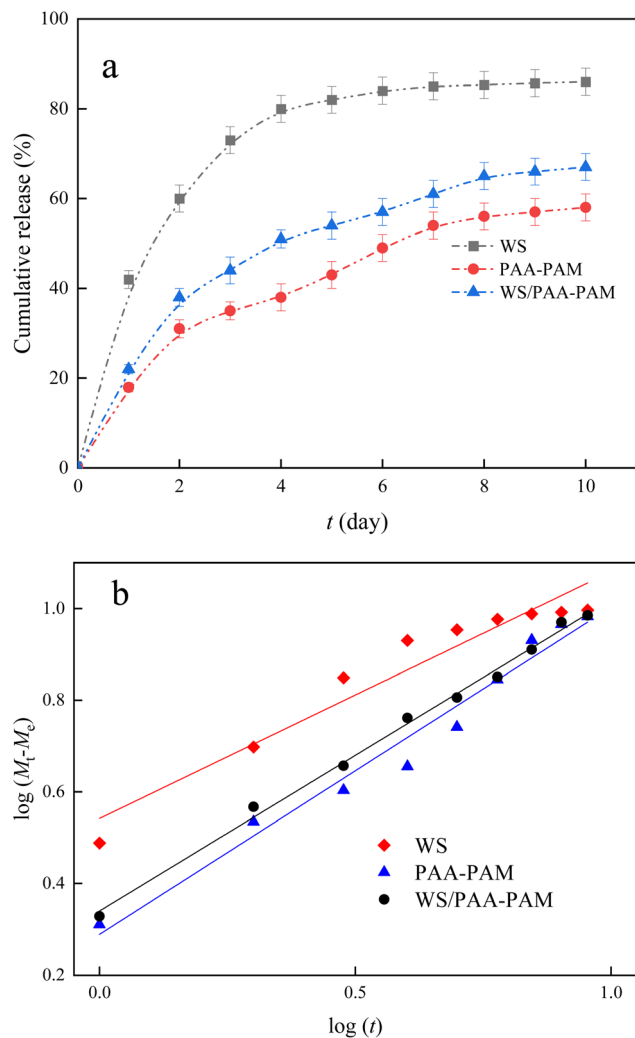 a
100
80
60
40
20
0
Cumulative release (%)
WS
PAA-PAM
WS/PAA-PAM
0 2 4 6 8 10
t (day)
b
1.0
0.8
0.6
0.4
0.2
log (Mt-Me)
WS
PAA-PAM
WS/PAA-PAM
0.0 0.5 1.0
log (t)